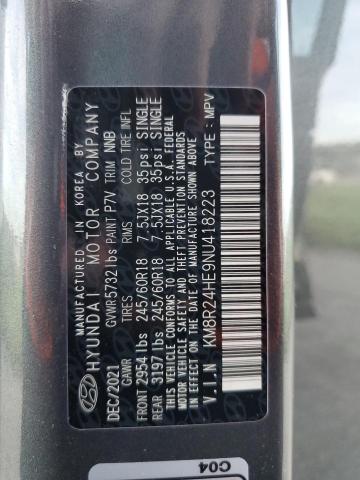 MANUFACTURED IN KOREA BY
HYUNDAI MOTOR COMPANY
DEC/2021 GVWR5732 lbs PAINT P7V TRIM NNB
GAWR TIRES RIMS COLD TIRE INFL
FRONT 2954 lbs 245/60R18 7.5JX18 35psi SINGLE
REAR 3197 lbs 245/60R18 7.5JX18 35psi SINGLE
THIS VEHICLE CONFORMS TO ALL APPLICABLE U.S.A. FEDERAL
MOTOR VEHICLE SAFETY AND THEFT PREVENTION STANDARDS
IN EFFECT ON THE DATE OF MANUFACTURE SHOWN ABOVE.
V.I.N KM8R24HE9NU418223 TYPE : MPV
C04